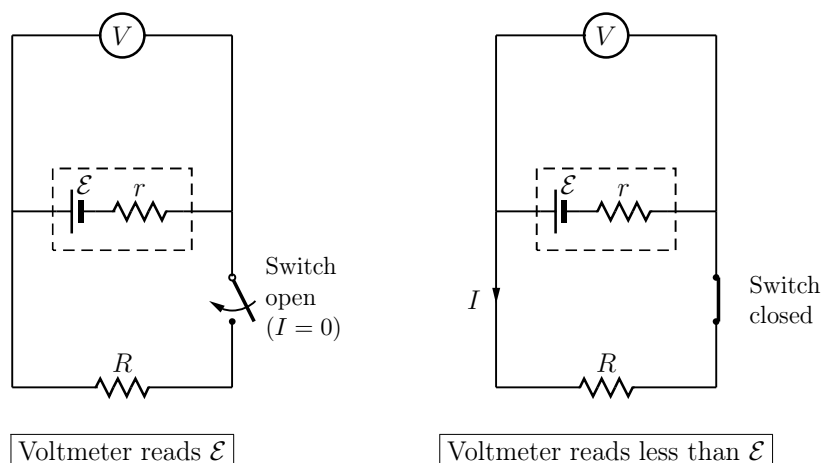 V
ℰ
r
Switch
open
(I = 0)
R
Voltmeter reads ℰ
V
ℰ
r
I
Switch
closed
R
Voltmeter reads less than ℰ